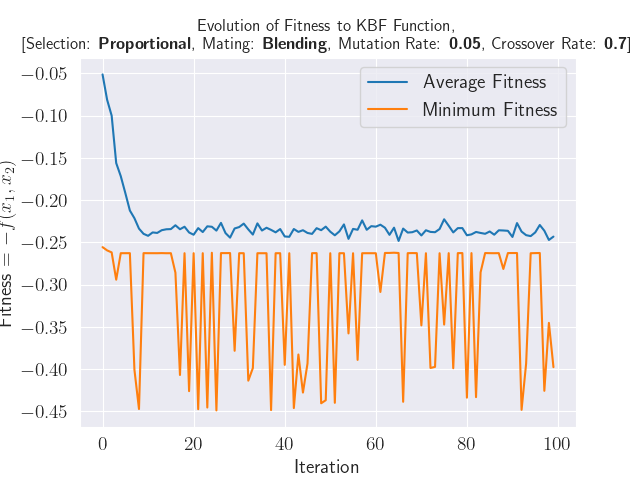 Evolution of Fitness to KBF Function,
[Selection: Proportional, Mating: Blending, Mutation Rate: 0.05, Crossover Rate: 0.7]
Average Fitness
Minimum Fitness
−0.05
−0.10
−0.15
−0.20
−0.25
−0.30
−0.35
−0.40
−0.45
Fitness = −f(x₁, x₂)
0 20 40 60 80 100
Iteration